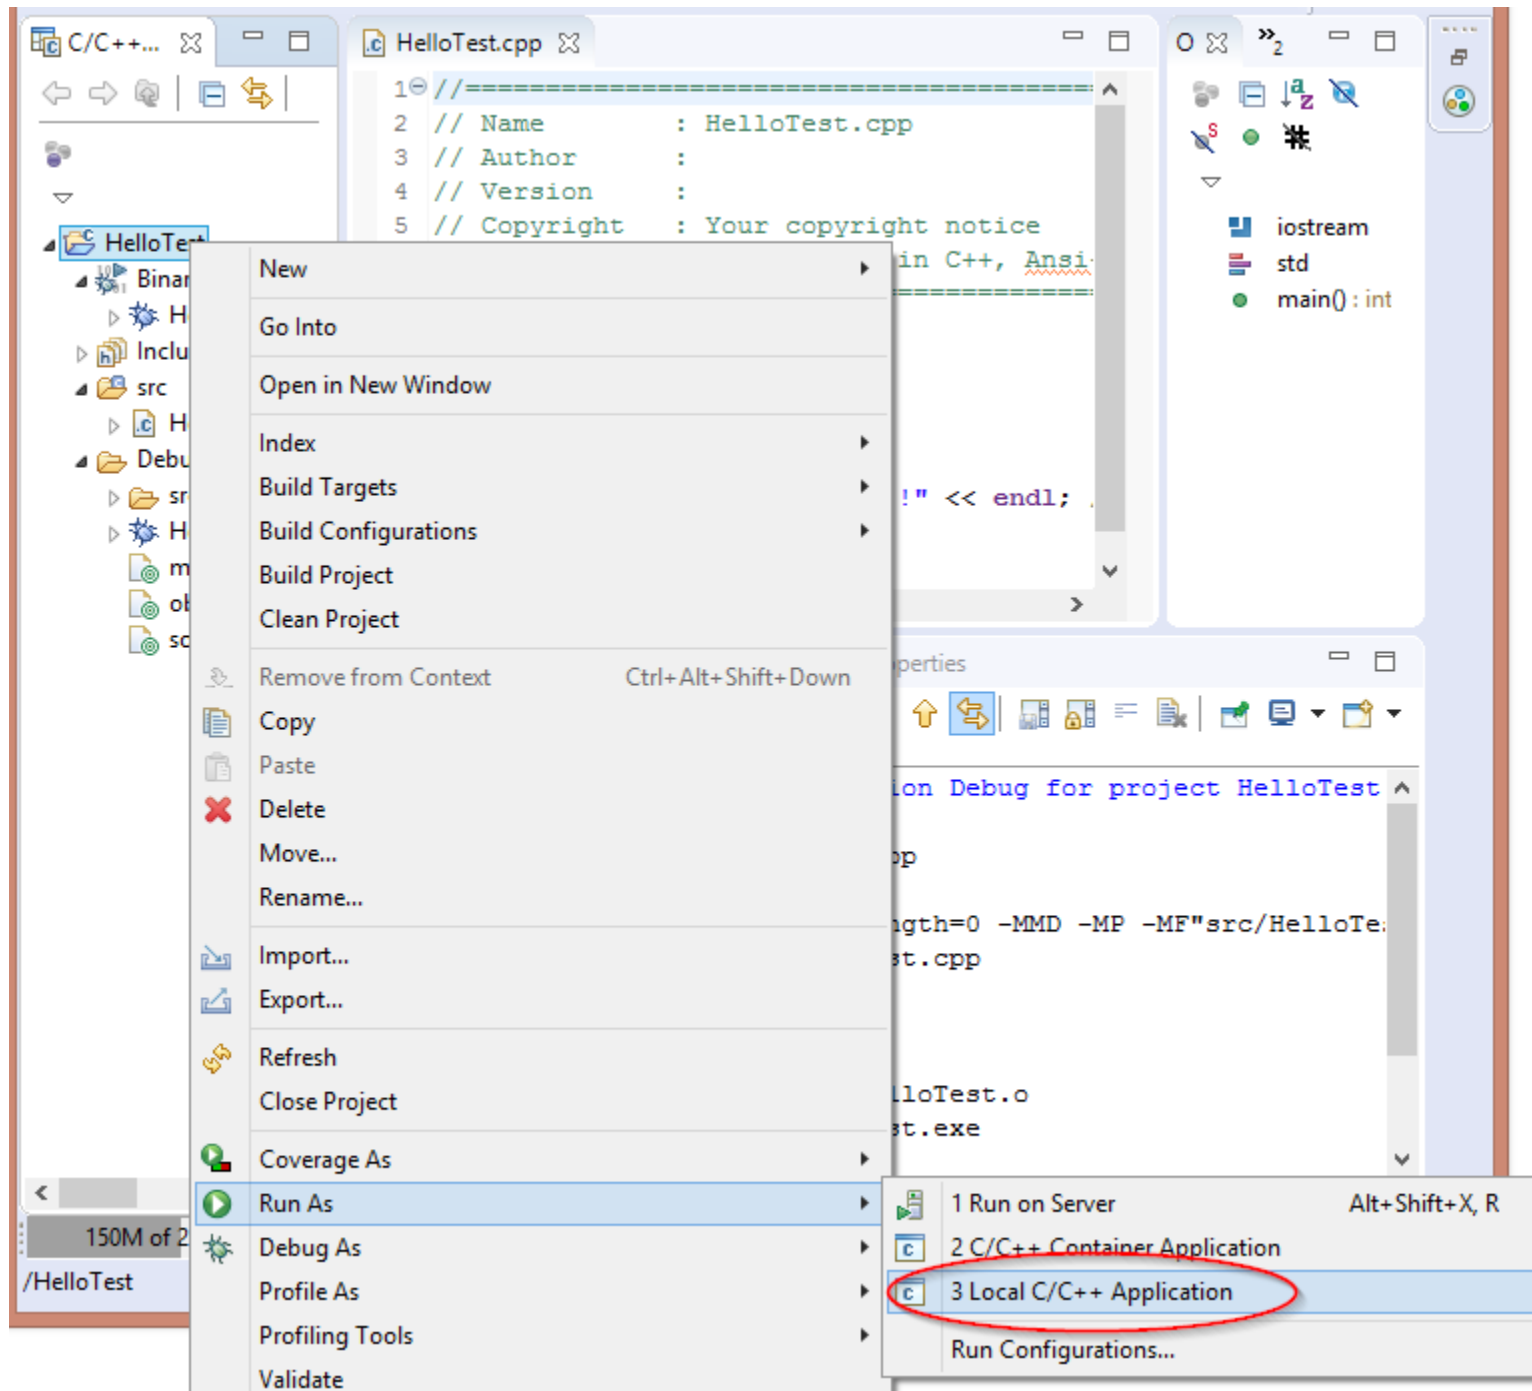 C/C++...
HelloTest.cpp
O
»2
1 //=======================================
2 // Name : HelloTest.cpp
3 // Author :
4 // Version :
5 // Copyright : Your copyright notice
in C++, Ansi
============
!" << endl;
iostream
std
main() : int
HelloTest
Binar
H
Inclu
src
H
Debu
sr
H
m
ob
sc
New
Go Into
Open in New Window
Index
Build Targets
Build Configurations
Build Project
Clean Project
Remove from Context Ctrl+Alt+Shift+Down
Copy
Paste
Delete
Move...
Rename...
Import...
Export...
Refresh
Close Project
Coverage As
Run As
Debug As
Profile As
Profiling Tools
Validate
perties
ion Debug for project HelloTest
pp
ngth=0 -MMD -MP -MF"src/HelloTe
st.cpp
lloTest.o
st.exe
1 Run on Server Alt+Shift+X, R
2 C/C++ Container Application
3 Local C/C++ Application
Run Configurations...
150M of 2
/HelloTest